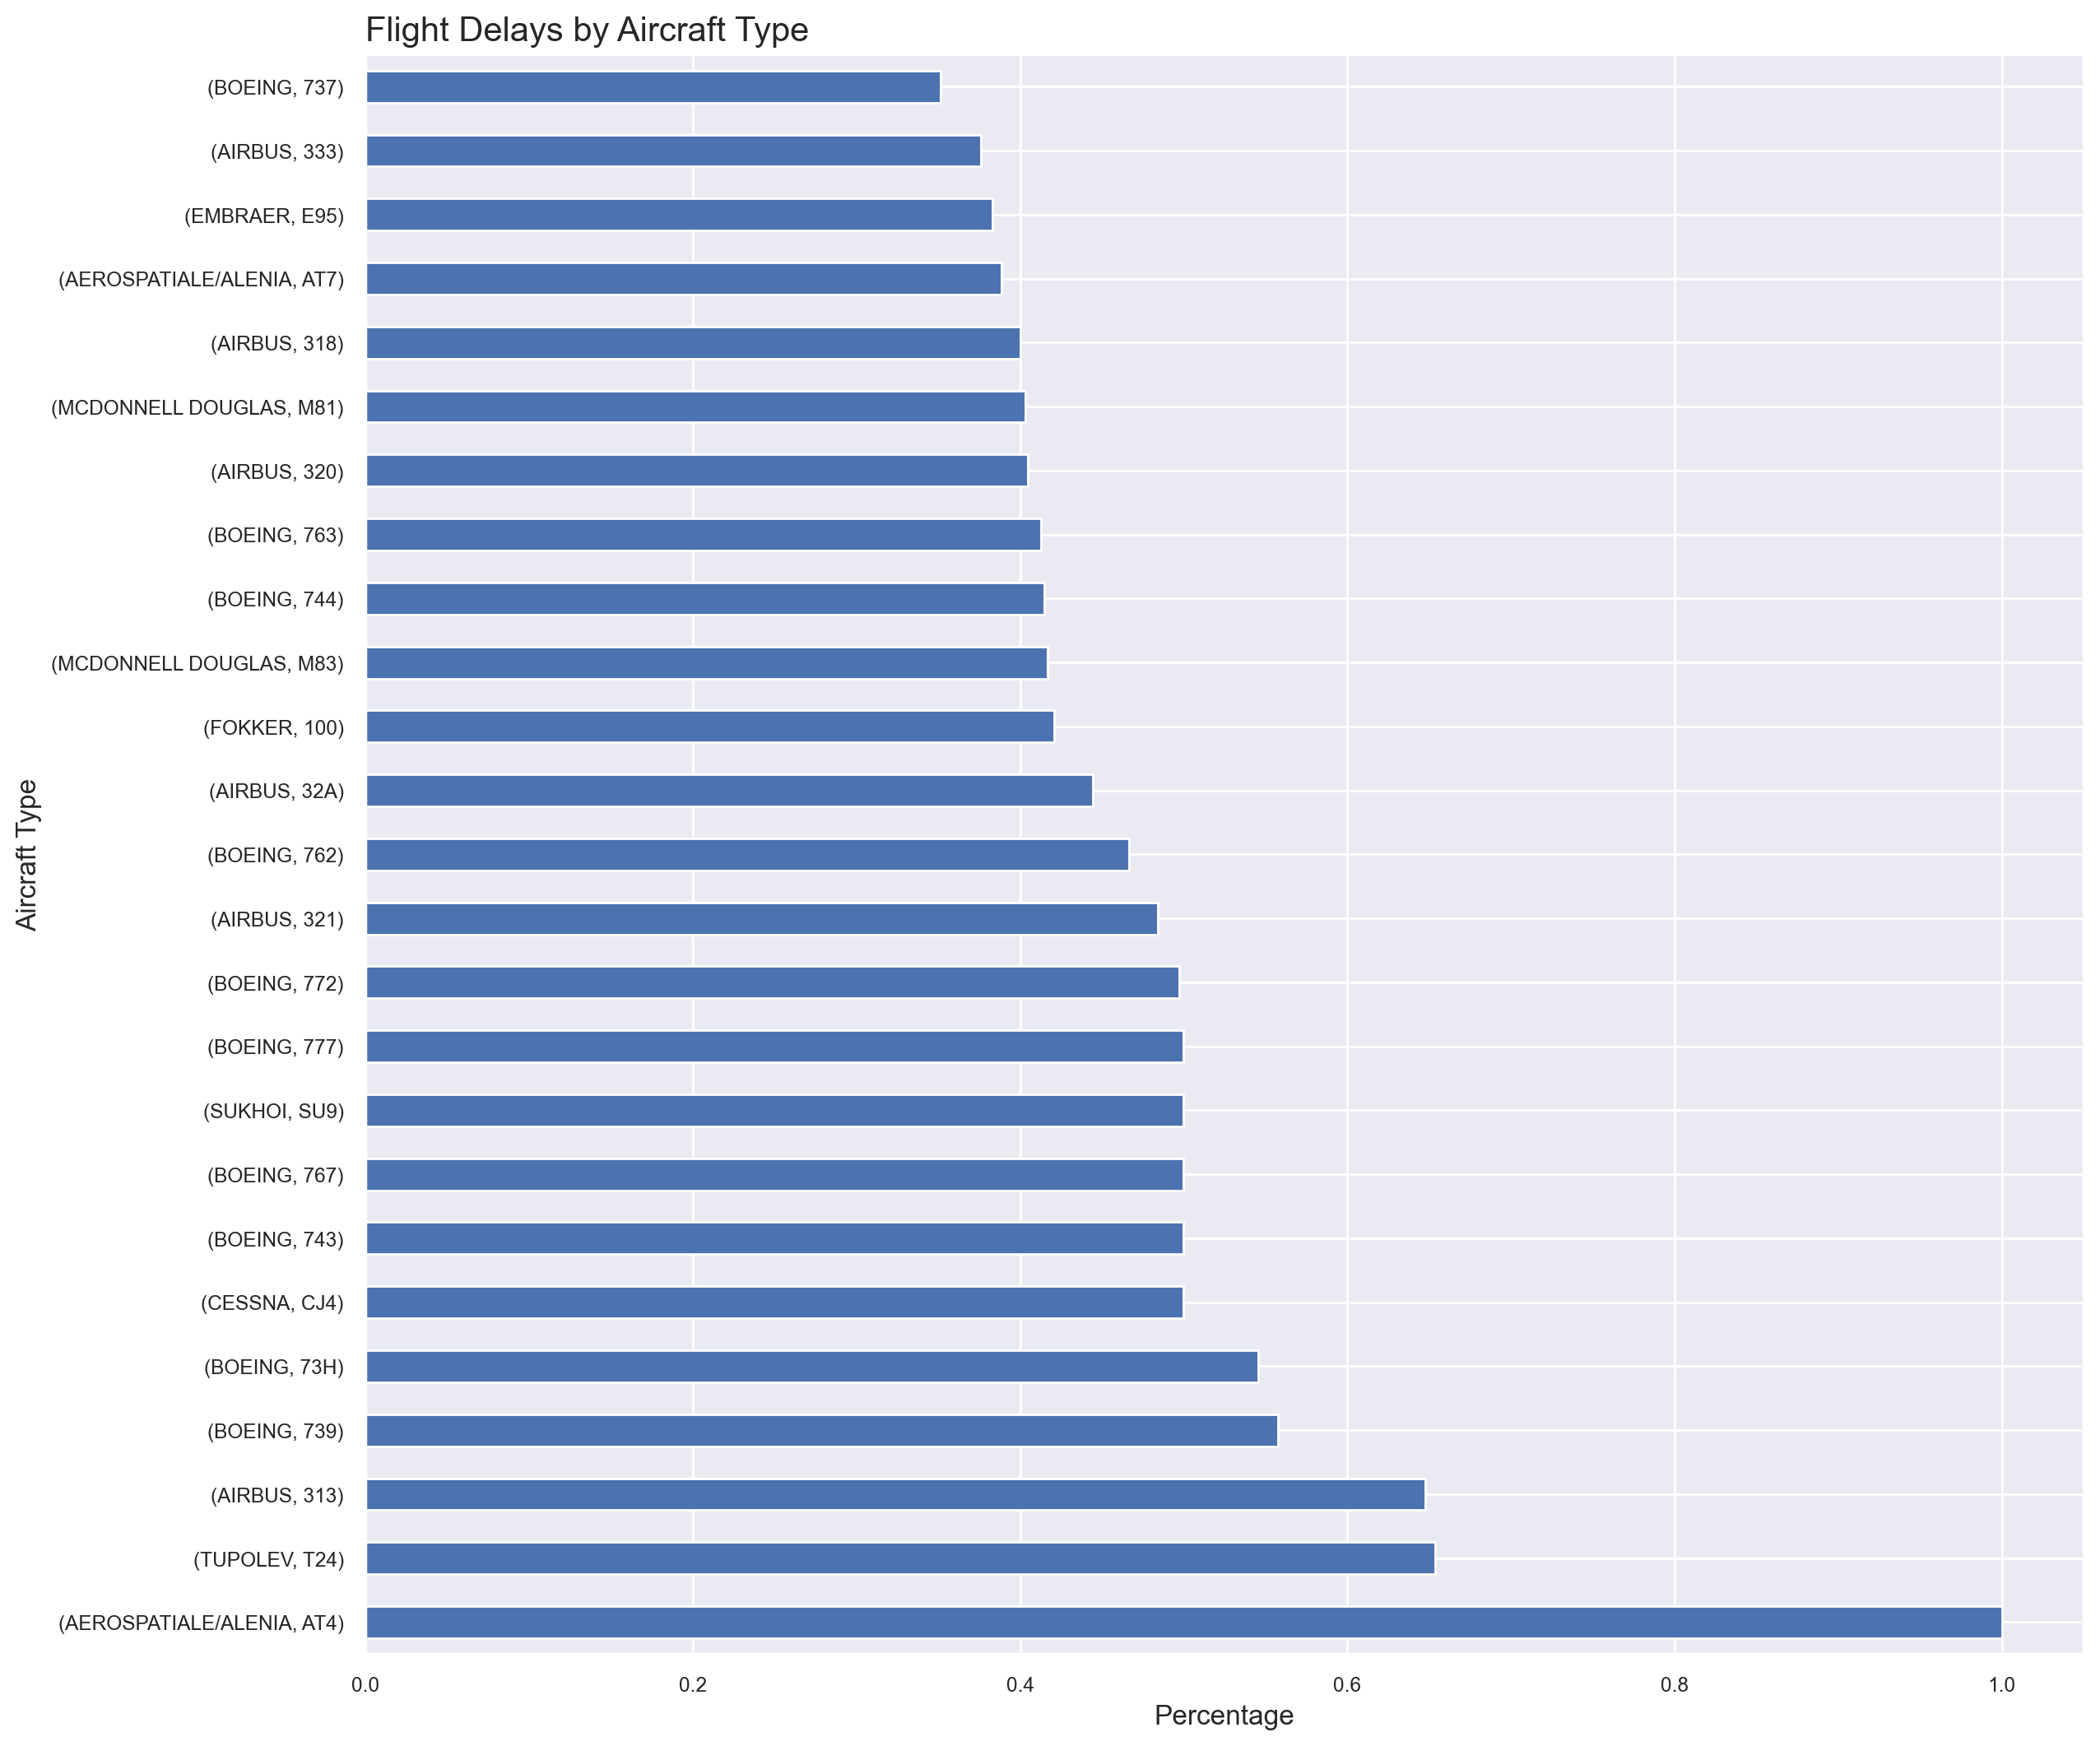 Flight Delays by Aircraft Type
(BOEING, 737)
(AIRBUS, 333)
(EMBRAER, E95)
(AEROSPATIALE/ALENIA, AT7)
(AIRBUS, 318)
(MCDONNELL DOUGLAS, M81)
(AIRBUS, 320)
(BOEING, 763)
(BOEING, 744)
(MCDONNELL DOUGLAS, M83)
(FOKKER, 100)
(AIRBUS, 32A)
(BOEING, 762)
(AIRBUS, 321)
(BOEING, 772)
(BOEING, 777)
(SUKHOI, SU9)
(BOEING, 767)
(BOEING, 743)
(CESSNA, CJ4)
(BOEING, 73H)
(BOEING, 739)
(AIRBUS, 313)
(TUPOLEV, T24)
(AEROSPATIALE/ALENIA, AT4)
Aircraft Type
0.0 0.2 0.4 0.6 0.8 1.0
Percentage